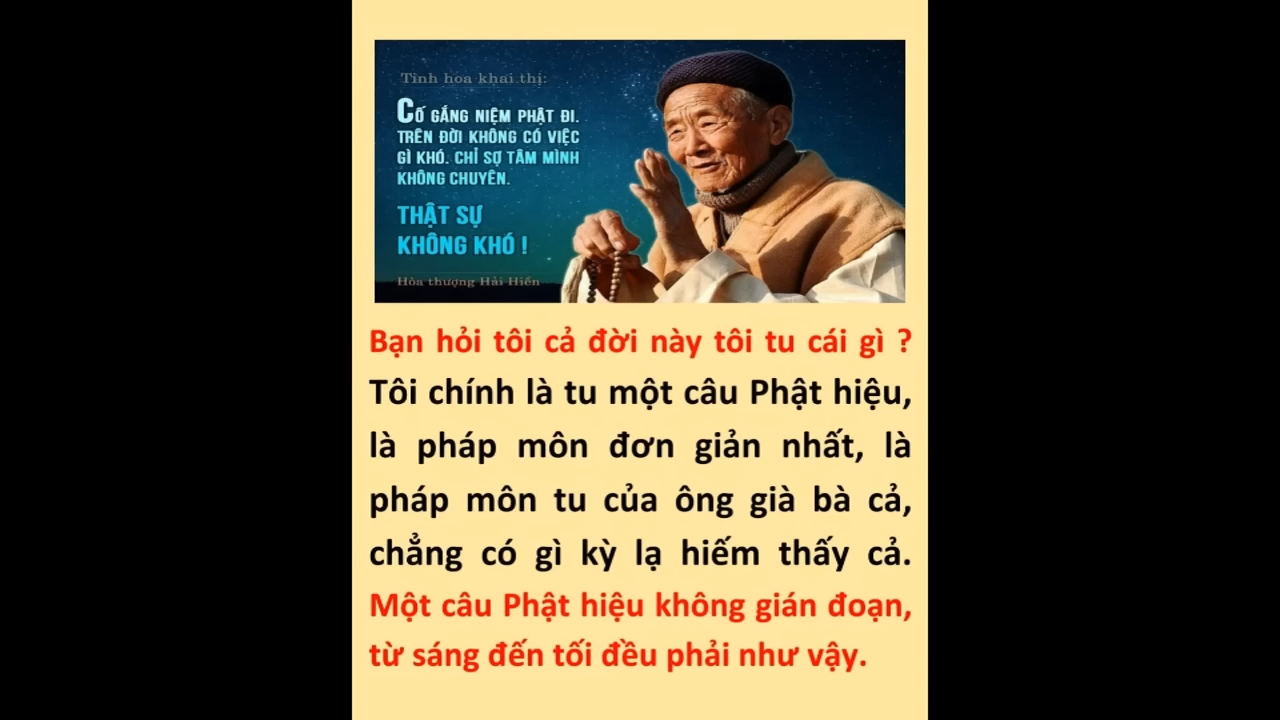 Tinh hoa khai thị:
CỐ GẮNG NIỆM PHẬT ĐI.
TRÊN ĐỜI KHÔNG CÓ VIỆC
GÌ KHÓ. CHỈ SỢ TÂM MÌNH
KHÔNG CHUYÊN.
THẬT SỰ
KHÔNG KHÓ !
Hòa thượng Hải Hiền
Bạn hỏi tôi cả đời này tôi tu cái gì ?
Tôi chính là tu một câu Phật hiệu,
là pháp môn đơn giản nhất, là
pháp môn tu của ông già bà cả,
chẳng có gì kỳ lạ hiếm thấy cả.
Một câu Phật hiệu không gián đoạn,
từ sáng đến tối đều phải như vậy.